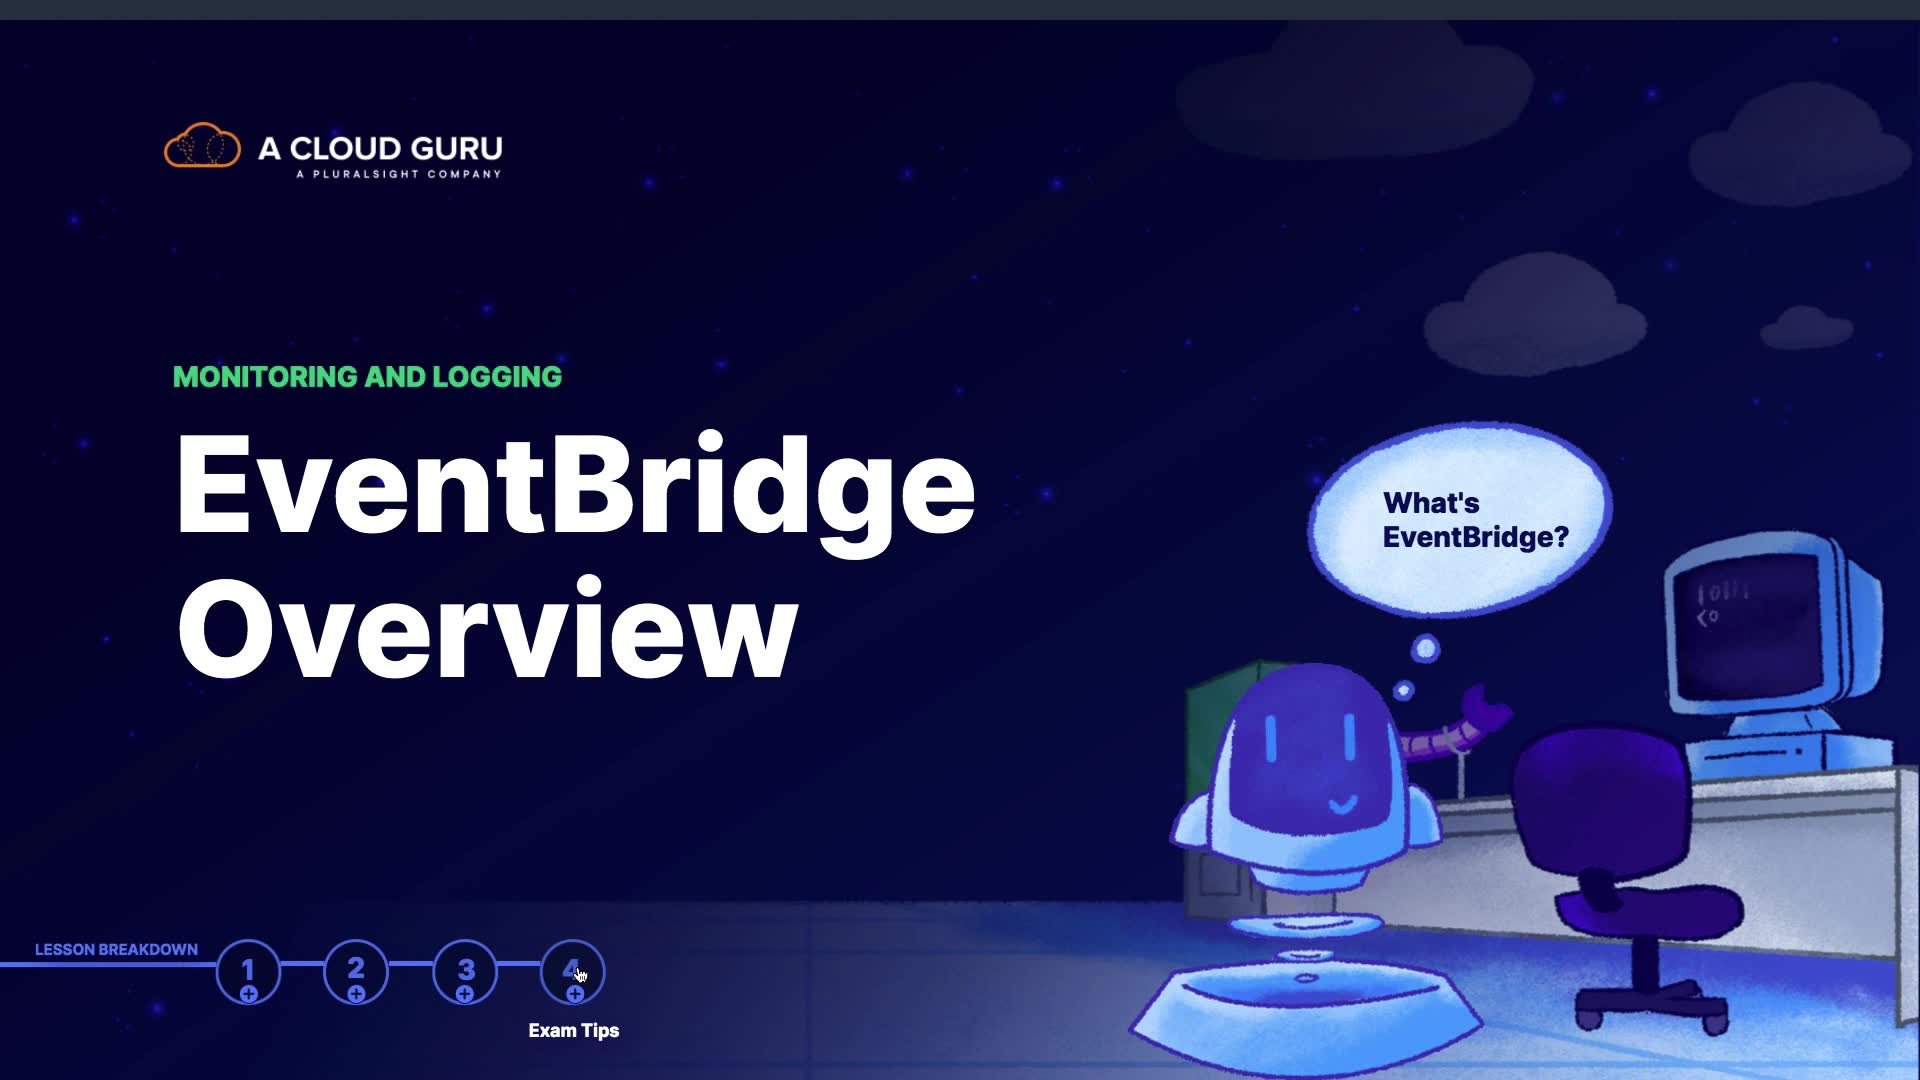 A CLOUD GURU
A PLURALSIGHT COMPANY
MONITORING AND LOGGING
EventBridge
Overview
What's
EventBridge?
LESSON BREAKDOWN
1
2
3
4
Exam Tips